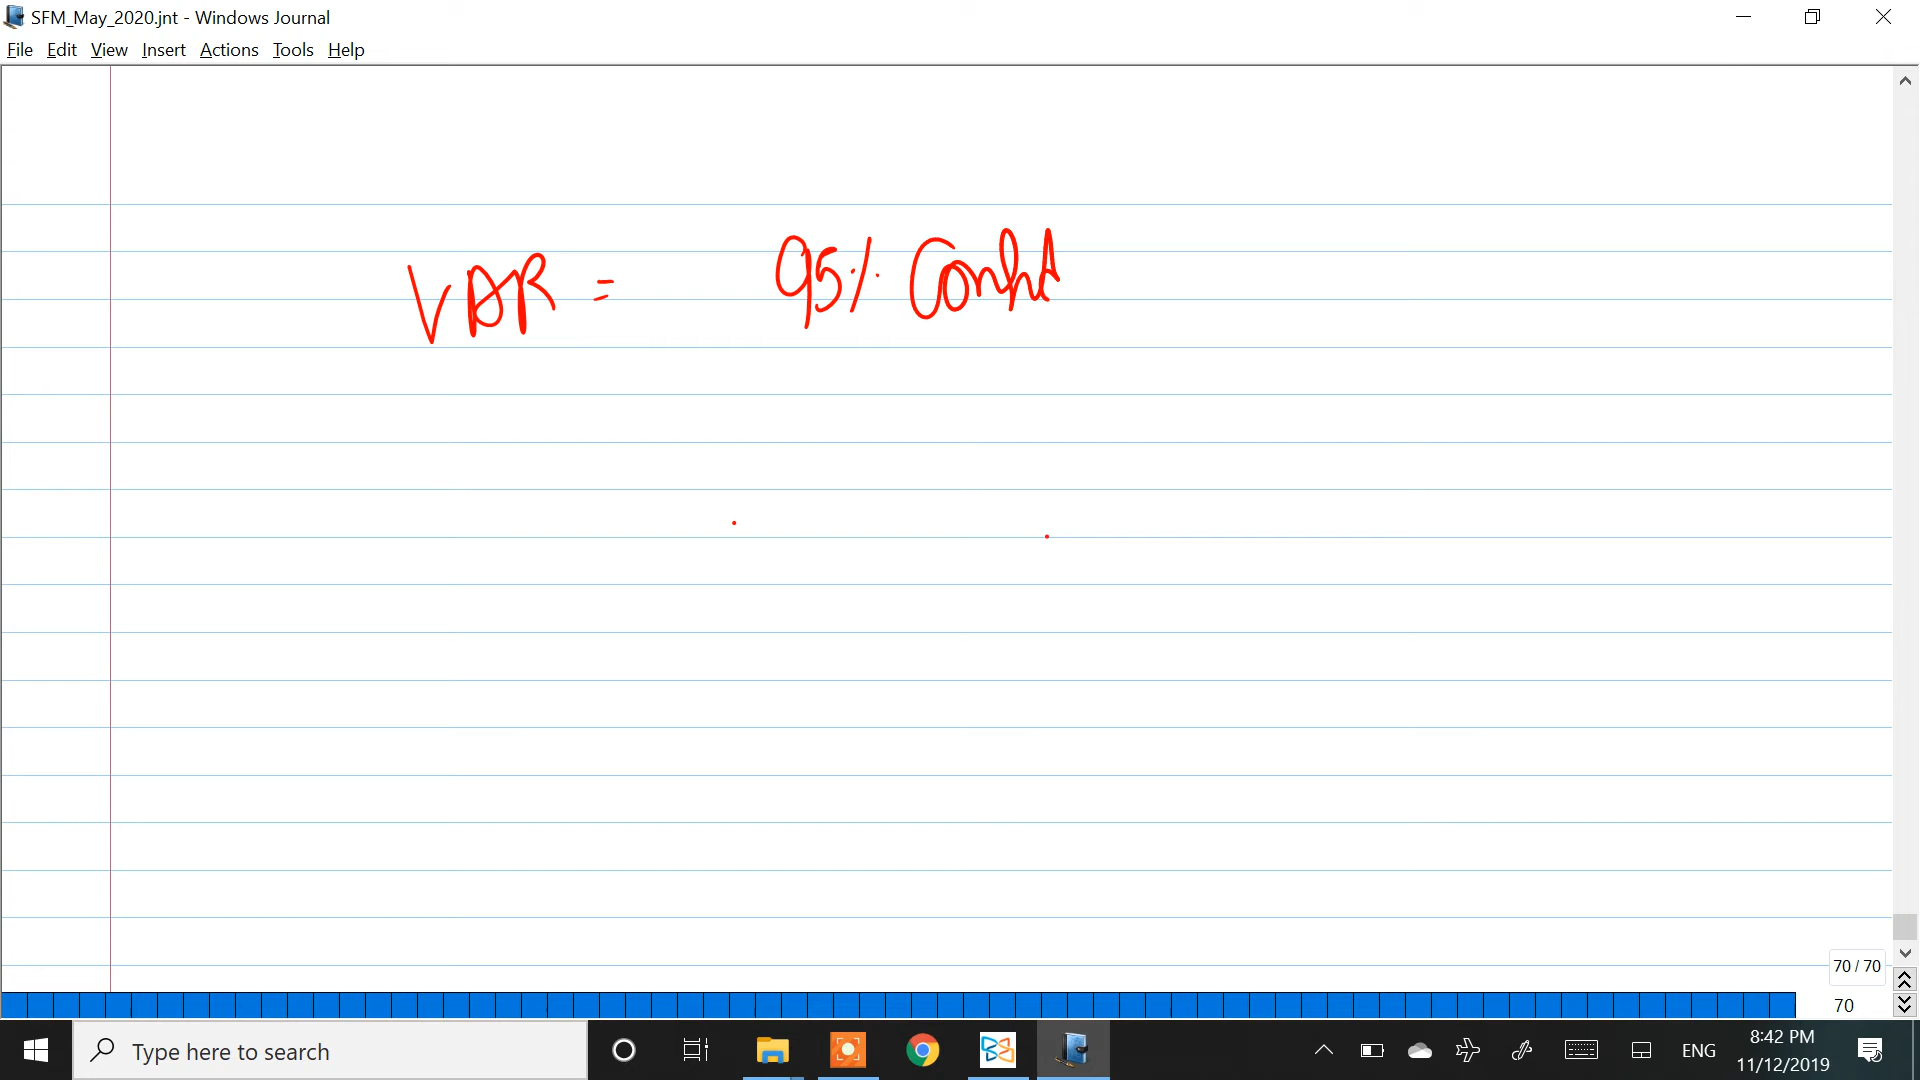 SFM_May_2020.jnt - Windows Journal
File Edit View Insert Actions Tools Help
VAR = 95%
70 / 70
70
Type here to search
ENG
8:42 PM
11/12/2019